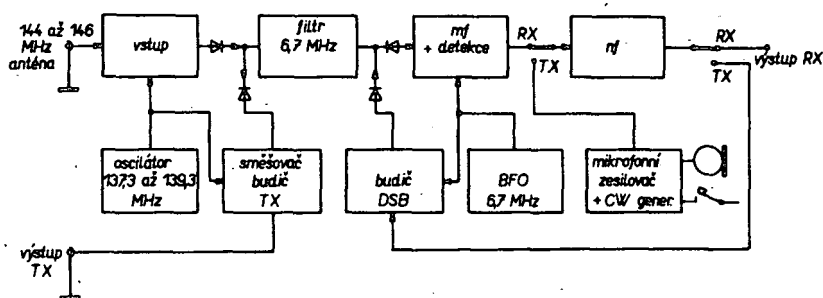 144 až 146
MHz
anténa
vstup
filtr
6,7 MHz
mf
+ detekce
RX
TX
nf
RX
TX
výstup RX
oscilátor
137,3 až 139,3
MHz
směšovač
budič
TX
budič
DSB
BFO
6,7 MHz
mikrofonní
zesilovač
+ CW gener.
výstup
TX